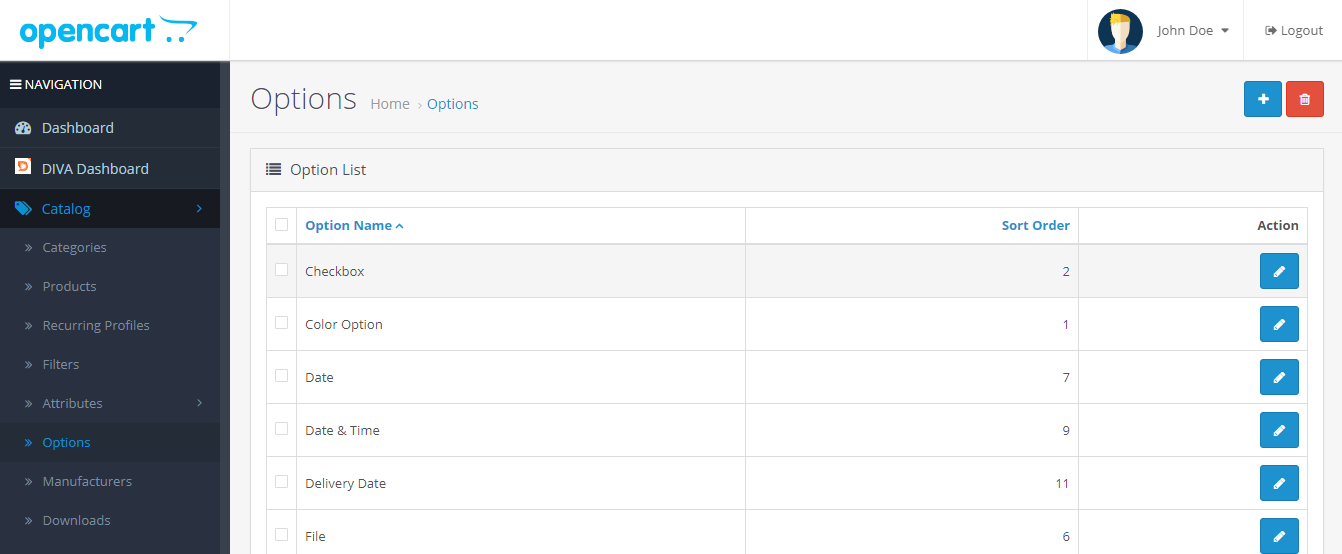 opencart
John Doe
Logout
NAVIGATION
Dashboard
DIVA Dashboard
Catalog
Categories
Products
Recurring Profiles
Filters
Attributes
Options
Manufacturers
Downloads
Options
Home › Options
Option List
Option Name Sort Order Action
Checkbox 2
Color Option 1
Date 7
Date & Time 9
Delivery Date 11
File 6